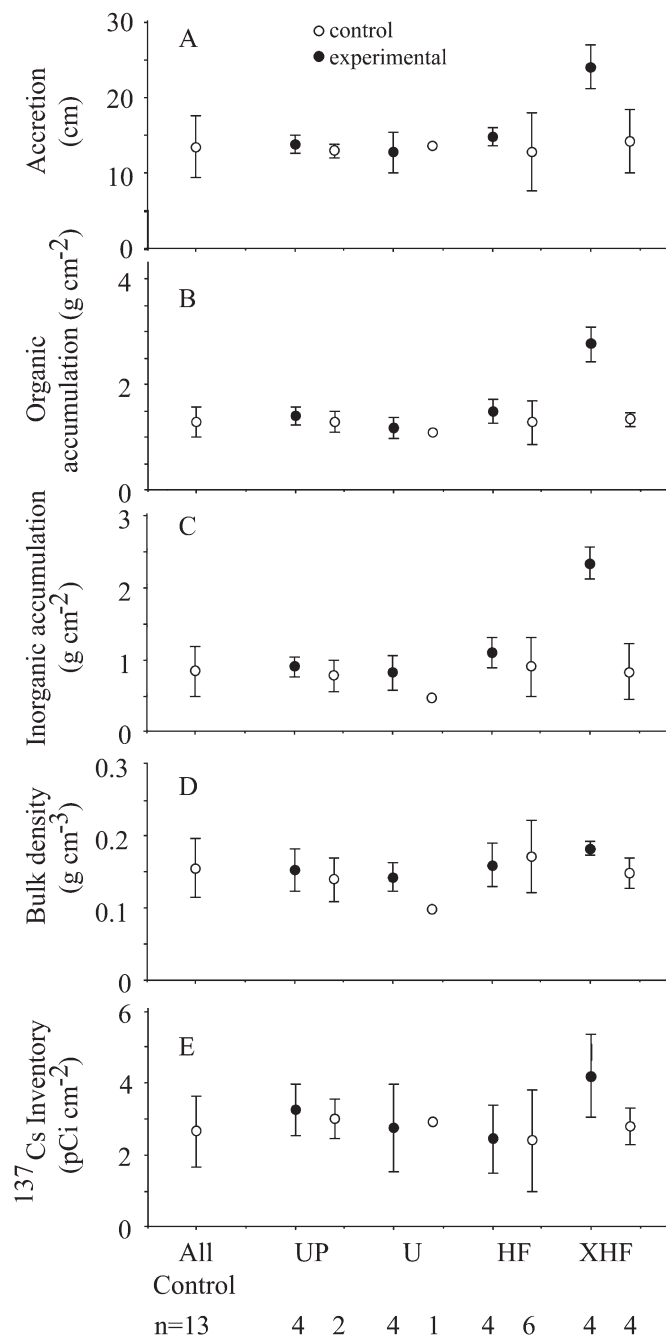 A
control
experimental
30
20
10
0
Accretion
(cm)
B
4
2
0
Organic
accumulation (g cm-2)
C
3
2
1
0
Inorganic accumulation
(g cm-2)
D
0.3
0.2
0.1
0
Bulk density
(g cm-3)
E
6
4
2
0
137Cs Inventory
(pCi cm-2)
All
Control
UP
U
HF
XHF
n=13 4 2 4 1 4 6 4 4